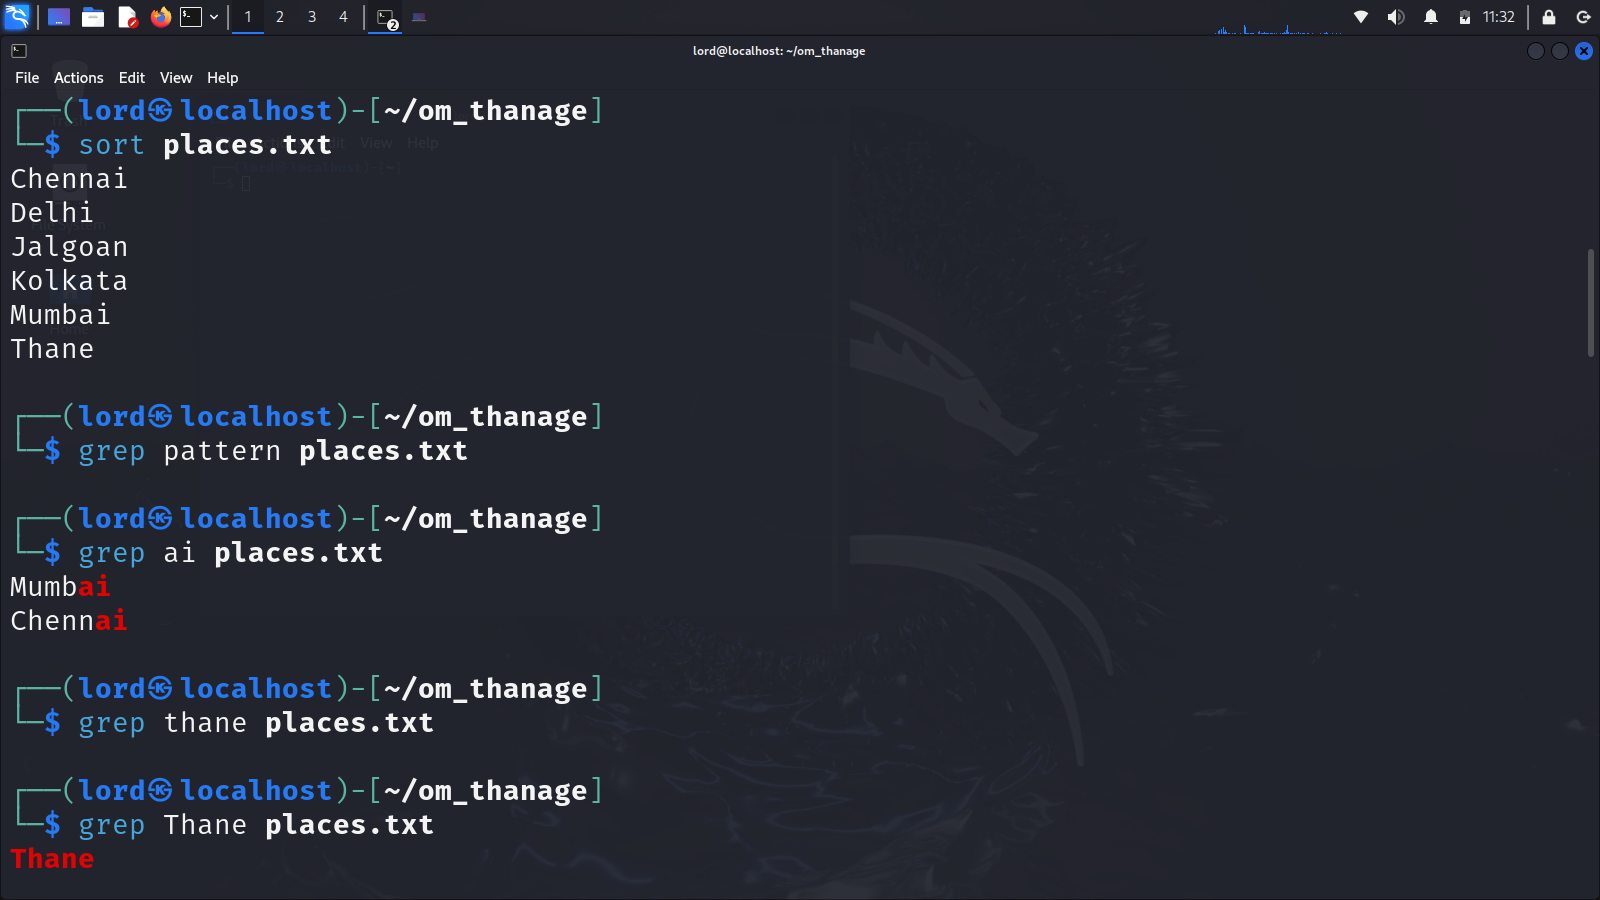 1 2 3 4 2 11:32
lord@localhost: ~/om_thanage
File Actions Edit View Help
┌──(lord㉿localhost)-[~/om_thanage]
└─$ sort places.txt
Chennai
Delhi
Jalgoan
Kolkata
Mumbai
Thane
┌──(lord㉿localhost)-[~/om_thanage]
└─$ grep pattern places.txt
┌──(lord㉿localhost)-[~/om_thanage]
└─$ grep ai places.txt
Mumbai
Chennai
┌──(lord㉿localhost)-[~/om_thanage]
└─$ grep thane places.txt
┌──(lord㉿localhost)-[~/om_thanage]
└─$ grep Thane places.txt
Thane